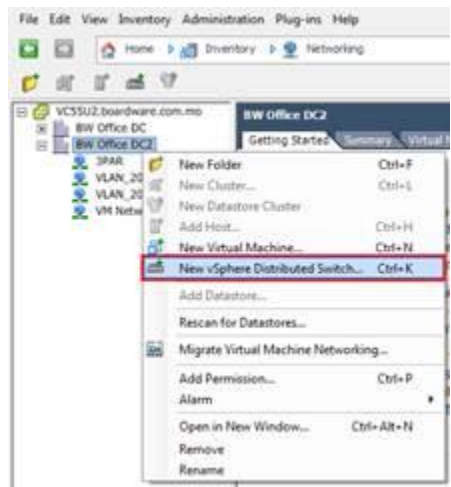 File Edit View Inventory Administration Plug-ins Help
Home Inventory Networking
VC55U2.boardware.com.mo
BW Office DC
BW Office DC2
3PAR
VLAN_20
VLAN_20
VM Netw
BW Office DC2
Getting Started Summary Virtual
New Folder Ctrl+F
New Cluster... Ctrl+L
New Datastore Cluster
Add Host... Ctrl+H
New Virtual Machine... Ctrl+N
New vSphere Distributed Switch... Ctrl+K
Add Datastore...
Rescan for Datastores...
Migrate Virtual Machine Networking...
Add Permission... Ctrl+P
Alarm
Open in New Window... Ctrl+Alt+N
Remove
Rename